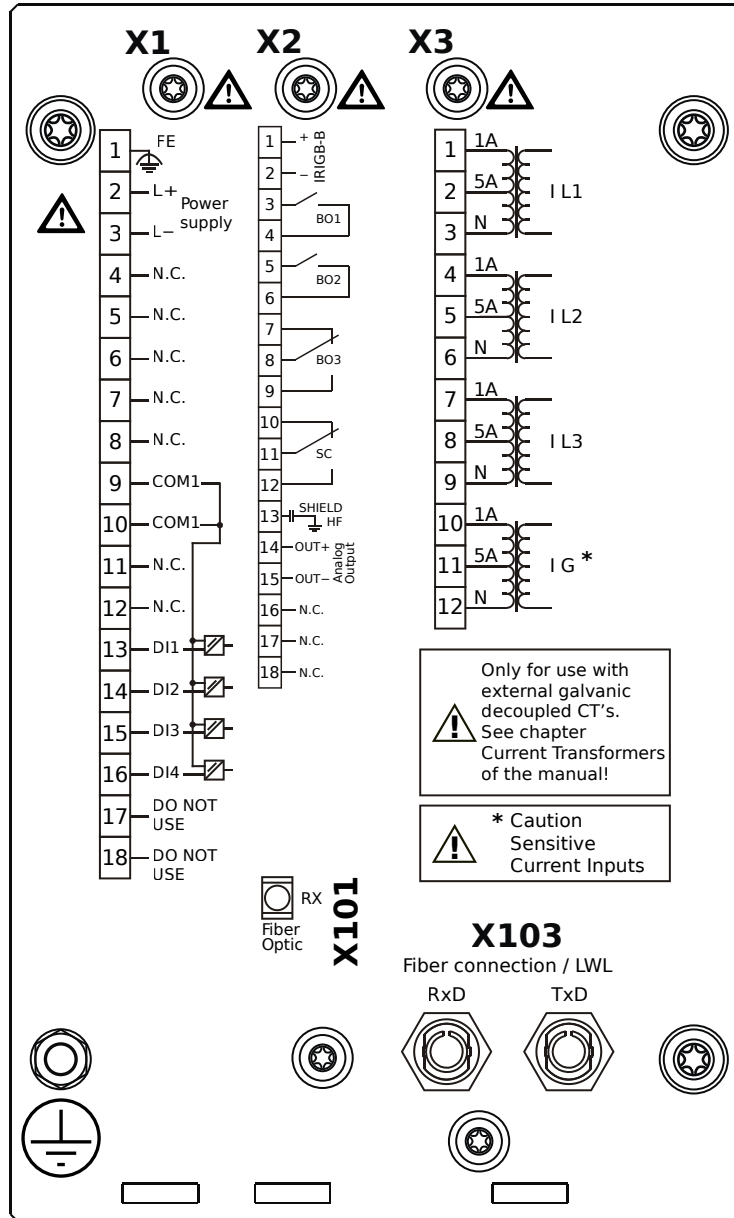 X1
X2
X3
1 FE
2 L+
Power supply
3 L−
4 N.C.
5 N.C.
6 N.C.
7 N.C.
8 N.C.
9 COM1
10 COM1
11 N.C.
12 N.C.
13 DI1
14 DI2
15 DI3
16 DI4
17 DO NOT USE
18 DO NOT USE
1 +
2 −
IRIGB-B
3
4
BO1
5
6
BO2
7
8 BO3
9
10
11 SC
12
13 SHIELD HF
14 OUT+
15 OUT−
Analog Output
16 N.C.
17 N.C.
18 N.C.
1 1A
2 5A I L1
3 N
4 1A
5 5A I L2
6 N
7 1A
8 5A I L3
9 N
10 1A
11 5A I G *
12 N
Only for use with
external galvanic
decoupled CT's.
See chapter
Current Transformers
of the manual!
* Caution
Sensitive
Current Inputs
RX
Fiber
Optic
X101
X103
Fiber connection / LWL
RxD TxD